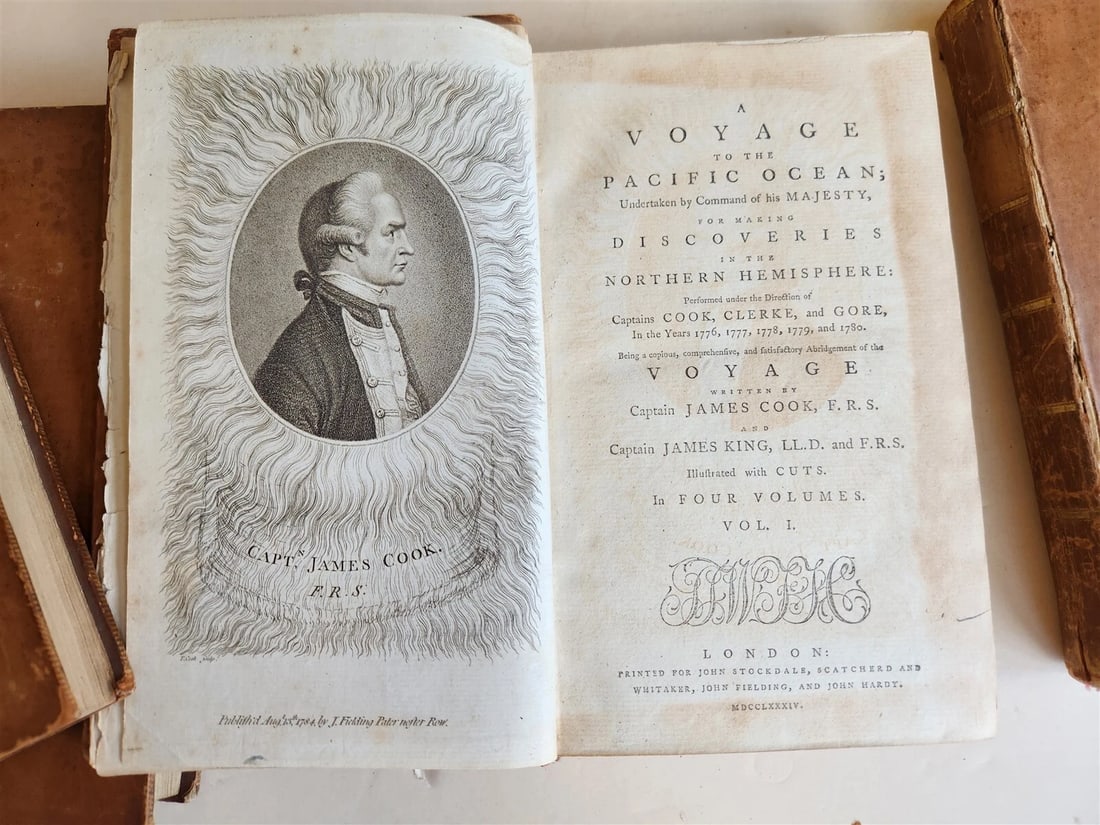 CAPT.N JAMES COOK.
F.R.S.
Publish'd Augt. 13th. 1784, by J. Fielding Pater noster Row.
A
VOYAGE
TO THE
PACIFIC OCEAN;
Undertaken by Command of his MAJESTY,
FOR MAKING
DISCOVERIES
IN THE
NORTHERN HEMISPHERE:
Performed under the Direction of
Captains COOK, CLERKE, and GORE,
In the Years 1776, 1777, 1778, 1779, and 1780.
Being a copious, comprehensive, and satisfactory Abridgement of the
VOYAGE
WRITTEN BY
Captain JAMES COOK, F.R.S.
AND
Captain JAMES KING, LL.D. and F.R.S.
Illustrated with CUTS.
In FOUR VOLUMES.
VOL. I.
LONDON:
PRINTED FOR JOHN STOCKDALE, SCATCHERD AND
WHITAKER, JOHN FIELDING, AND JOHN HARDY.
MDCCLXXXIV.